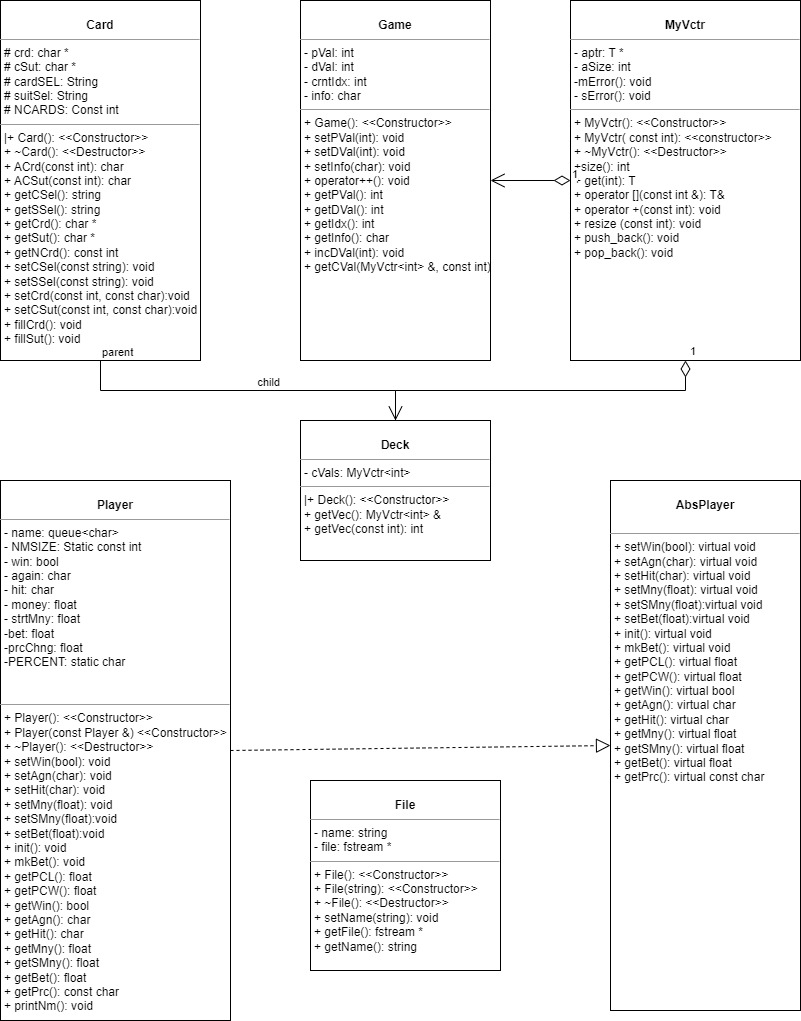 Card
# crd: char *
# cSut: char *
# cardSEL: String
# suitSel: String
# NCARDS: Const int
|+ Card(): <<Constructor>>
+ ~Card(): <<Destructor>>
+ ACrd(const int): char
+ ACSut(const int): char
+ getCSel(): string
+ getSSel(): string
+ getCrd(): char *
+ getSut(): char *
+ getNCrd(): const int
+ setCSel(const string): void
+ setSSel(const string): void
+ setCrd(const int, const char):void
+ setCSut(const int, const char):void
+ fillCrd(): void
+ fillSut(): void
Game
- pVal: int
- dVal: int
- crntIdx: int
- info: char
+ Game(): <<Constructor>>
+ setPVal(int): void
+ setDVal(int): void
+ setInfo(char): void
+ operator++(): void
+ getPVal(): int
+ getDVal(): int
+ getIdx(): int
+ getInfo(): char
+ incDVal(int): void
+ getCVal(MyVctr<int> &, const int)
MyVctr
- aptr: T *
- aSize: int
-mError(): void
- sError(): void
+ MyVctr(): <<Constructor>>
+ MyVctr( const int): <<constructor>>
+ ~MyVctr(): <<Destructor>>
+size(): int
- get(int): T
+ operator [](const int &): T&
+ operator +(const int): void
+ resize (const int): void
+ push_back(): void
+ pop_back(): void
1
parent
1
child
Deck
- cVals: MyVctr<int>
|+ Deck(): <<Constructor>>
+ getVec(): MyVctr<int> &
+ getVec(const int): int
Player
- name: queue<char>
- NMSIZE: Static const int
- win: bool
- again: char
- hit: char
- money: float
- strtMny: float
-bet: float
-prcChng: float
-PERCENT: static char
+ Player(): <<Constructor>>
+ Player(const Player &) <<Constructor>>
+ ~Player(): <<Destructor>>
+ setWin(bool): void
+ setAgn(char): void
+ setHit(char): void
+ setMny(float): void
+ setSMny(float):void
+ setBet(float):void
+ init(): void
+ mkBet(): void
+ getPCL(): float
+ getPCW(): float
+ getWin(): bool
+ getAgn(): char
+ getHit(): char
+ getMny(): float
+ getSMny(): float
+ getBet(): float
+ getPrc(): const char
+ printNm(): void
File
- name: string
- file: fstream *
+ File(): <<Constructor>>
+ File(string): <<Constructor>>
+ ~File(): <<Destructor>>
+ setName(string): void
+ getFile(): fstream *
+ getName(): string
AbsPlayer
+ setWin(bool): virtual void
+ setAgn(char): virtual void
+ setHit(char): virtual void
+ setMny(float): virtual void
+ setSMny(float):virtual void
+ setBet(float):virtual void
+ init(): virtual void
+ mkBet(): virtual void
+ getPCL(): virtual float
+ getPCW(): virtual float
+ getWin(): virtual bool
+ getAgn(): virtual char
+ getHit(): virtual char
+ getMny(): virtual float
+ getSMny(): virtual float
+ getBet(): virtual float
+ getPrc(): virtual const char